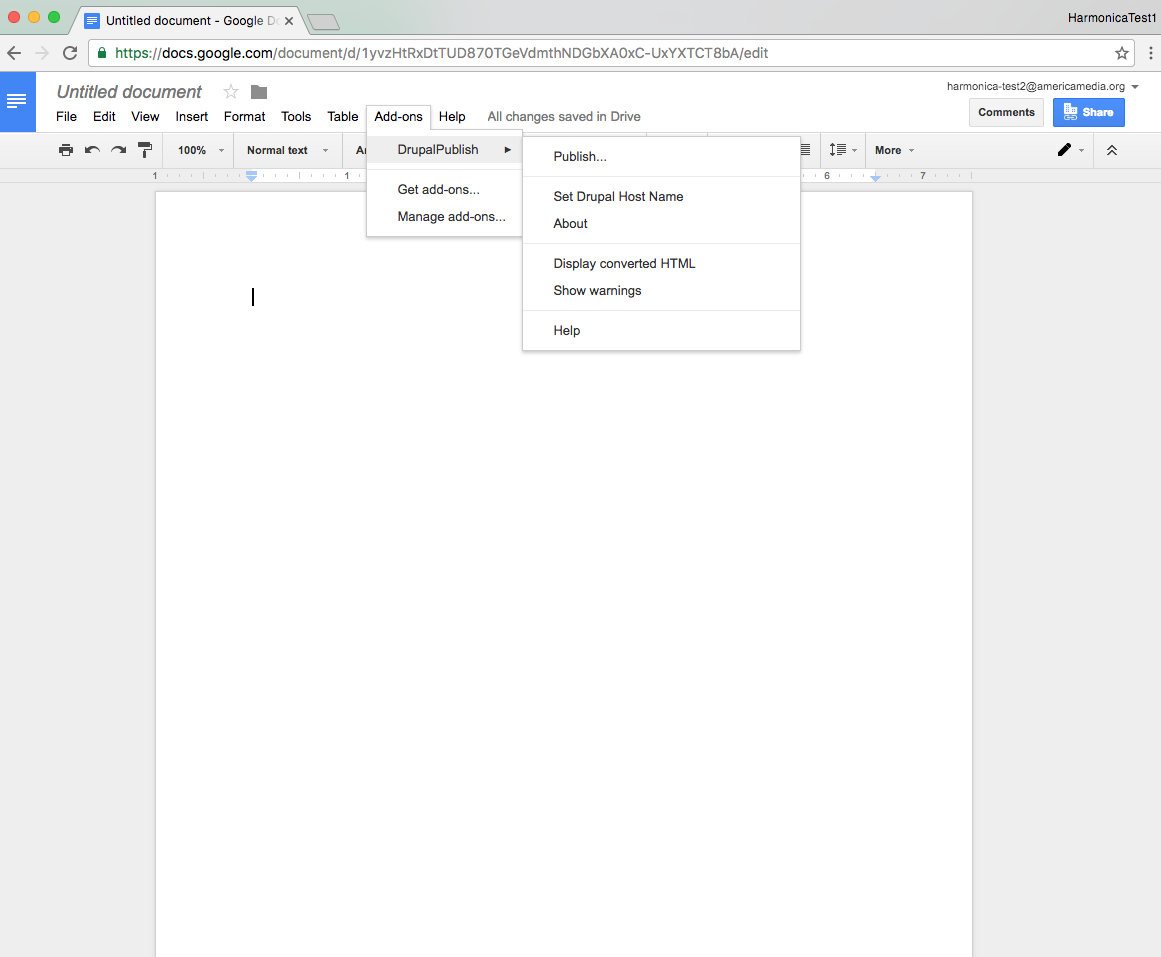 Untitled document - Google Do
HarmonicaTest1
https://docs.google.com/document/d/1yvzHtRxDtTUD870TGeVdmthNDGbXA0xC-UxYXTCT8bA/edit
Untitled document
harmonica-test2@americamedia.org
File Edit View Insert Format Tools Table Add-ons Help All changes saved in Drive
Comments Share
100% Normal text More
DrupalPublish
Get add-ons...
Manage add-ons...
Publish...
Set Drupal Host Name
About
Display converted HTML
Show warnings
Help
1 1 6 7